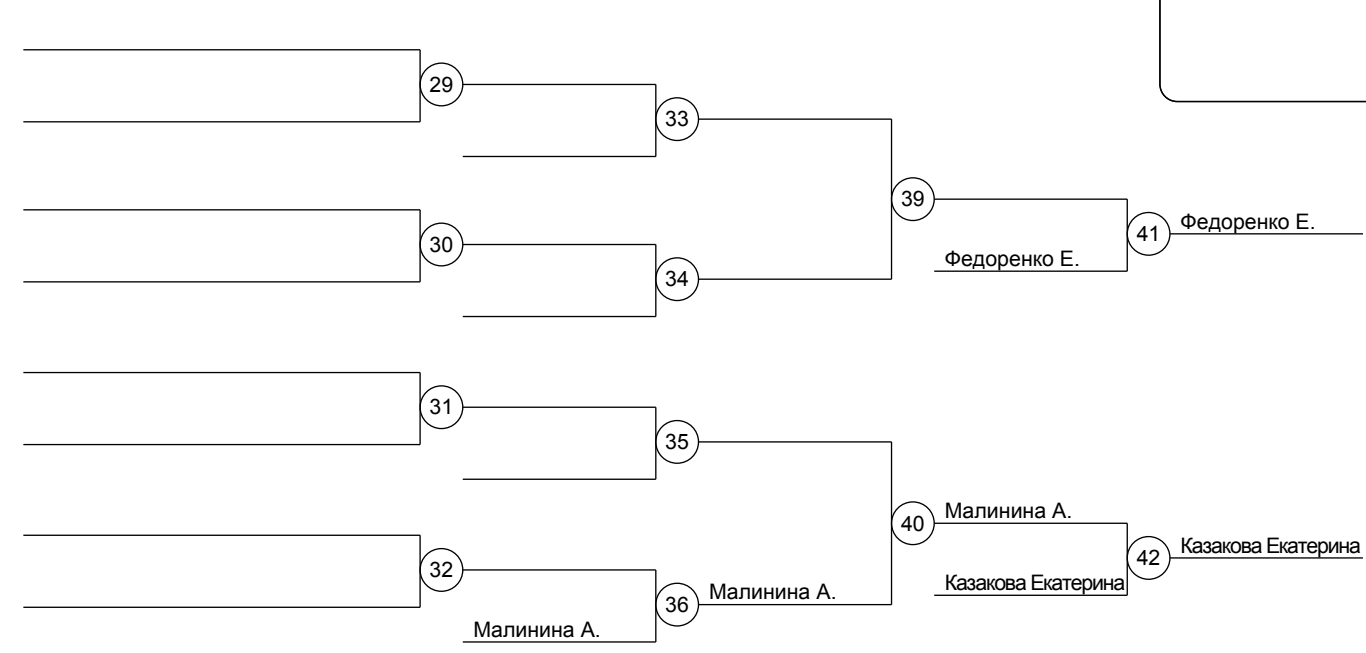 29
33
39
Федоренко Е.
41
30
Федоренко Е.
34
31
35
Малинина А.
40
Казакова Екатерина
42
32
Казакова Екатерина
Малинина А.
36
Малинина А.